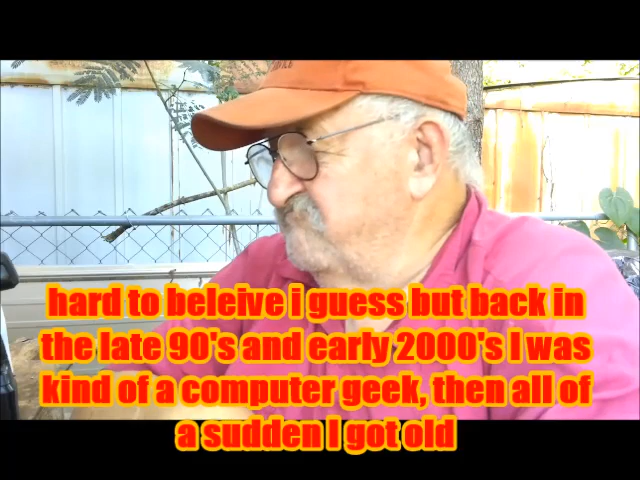 hard to beleive i guess but back in
the late 90's and early 2000's I was
kind of a computer geek, then all of
a sudden I got old